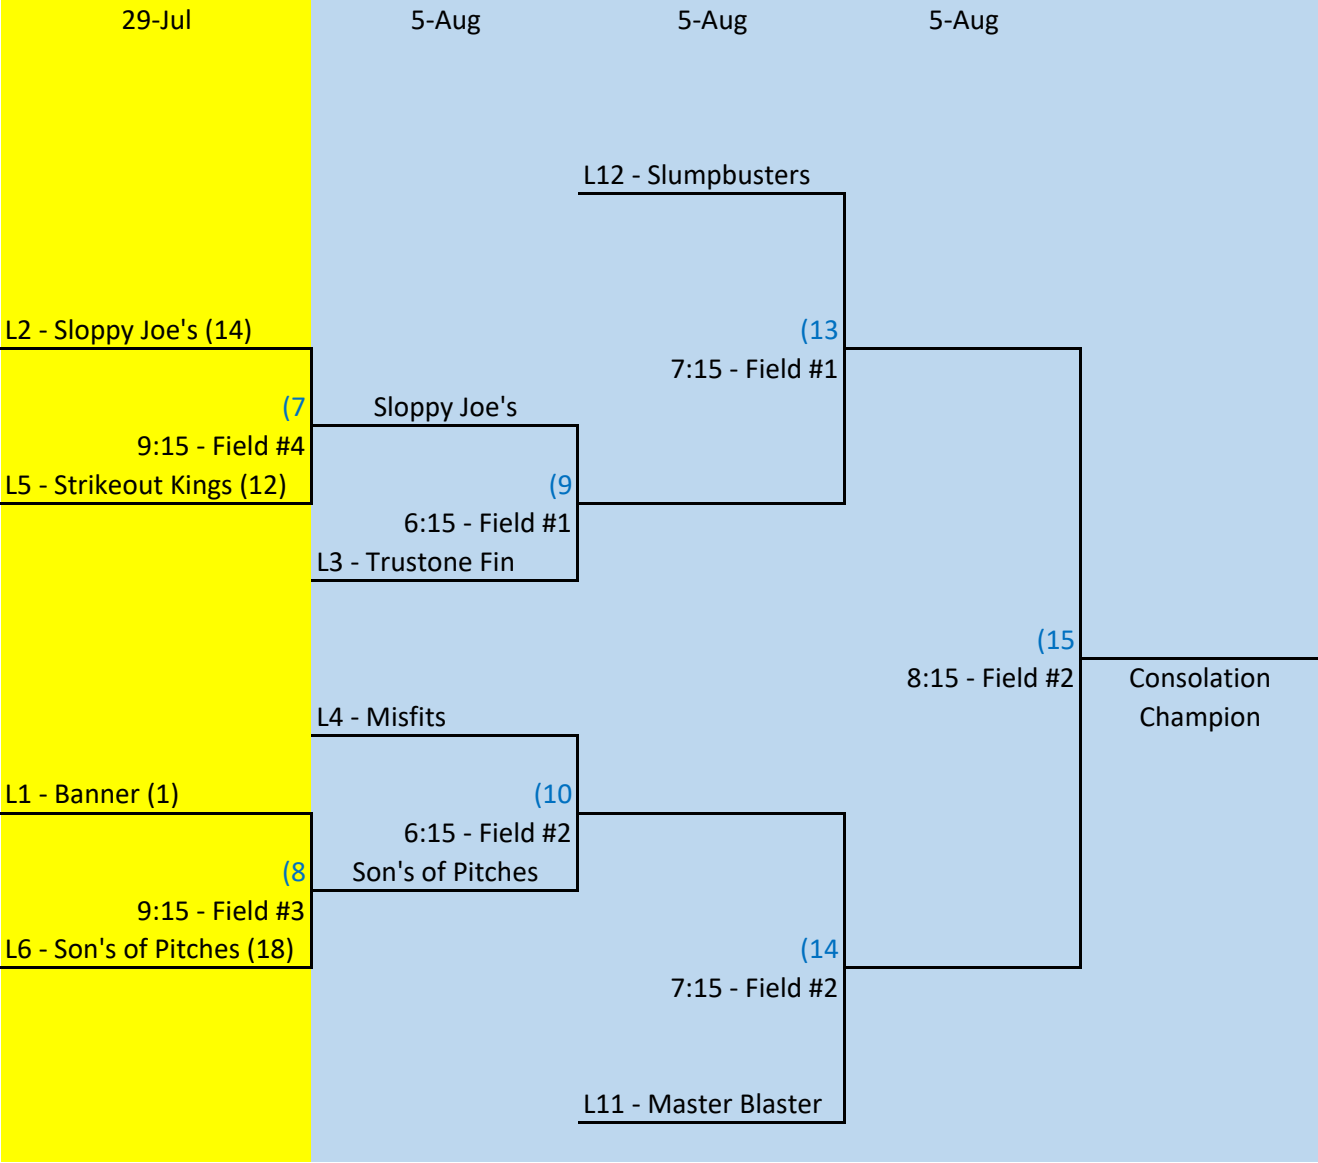 29-Jul 5-Aug 5-Aug 5-Aug
L12 - Slumpbusters
L2 - Sloppy Joe's (14)
(13
7:15 - Field #1
(7
Sloppy Joe's
9:15 - Field #4
L5 - Strikeout Kings (12)
(9
6:15 - Field #1
L3 - Trustone Fin
(15
8:15 - Field #2
Consolation
Champion
L4 - Misfits
L1 - Banner (1)
(10
6:15 - Field #2
(8
Son's of Pitches
9:15 - Field #3
L6 - Son's of Pitches (18)
(14
7:15 - Field #2
L11 - Master Blaster